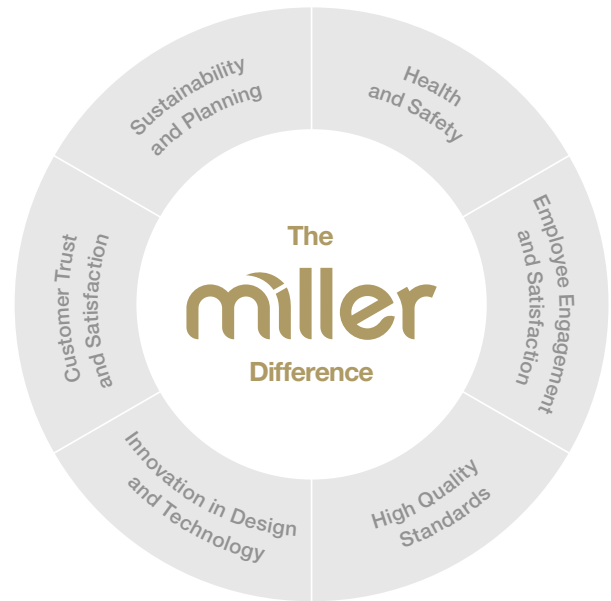 The
miller
Difference
Health
and Safety
Employee Engagement
and Satisfaction
High Quality
Standards
Innovation in Design
and Technology
Customer Trust
and Satisfaction
Sustainability
and Planning